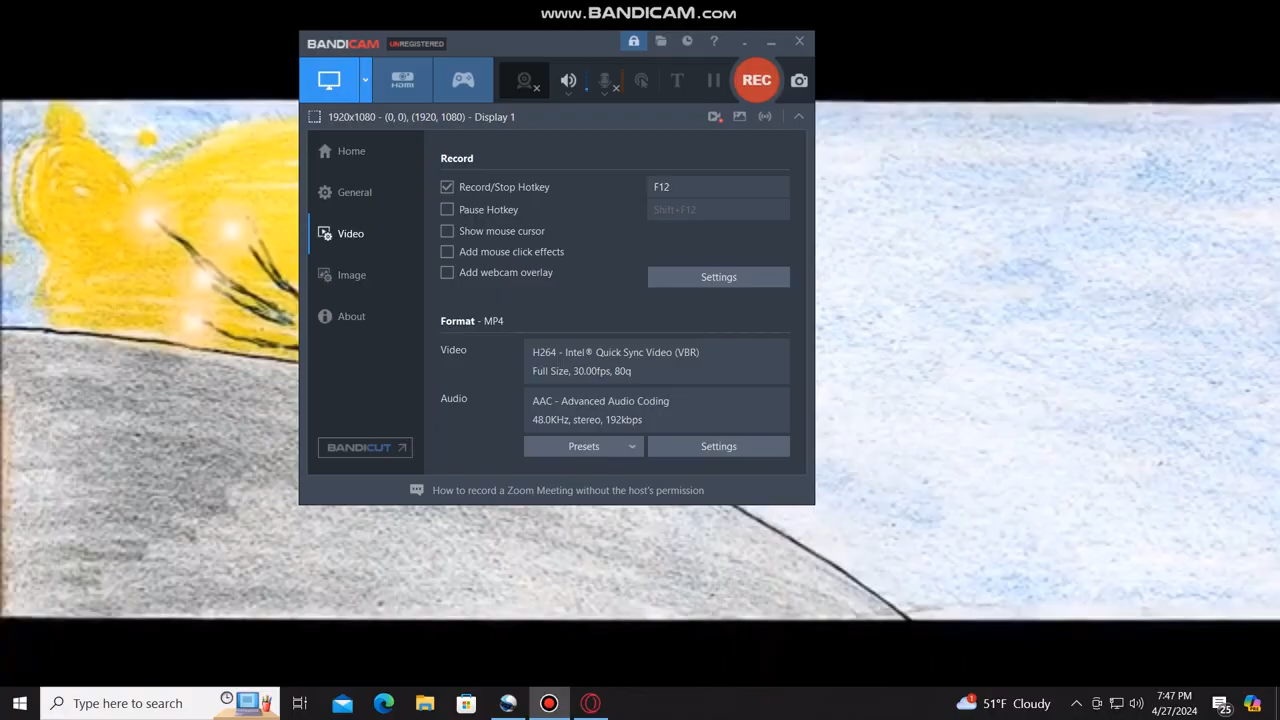 www.BANDICAM.com
BANDICAM UNREGISTERED
HDMI
REC
1920x1080 - (0, 0), (1920, 1080) - Display 1
Home
General
Video
Image
About
BANDICUT
Record
Record/Stop Hotkey F12
Pause Hotkey Shift+F12
Show mouse cursor
Add mouse click effects
Add webcam overlay
Settings
Format - MP4
Video
H264 - Intel® Quick Sync Video (VBR)
Full Size, 30.00fps, 80q
Audio
AAC - Advanced Audio Coding
48.0KHz, stereo, 192kbps
Presets Settings
How to record a Zoom Meeting without the host's permission
Type here to search
1
51°F Cloudy
7:47 PM
4/27/2024
25
PRE